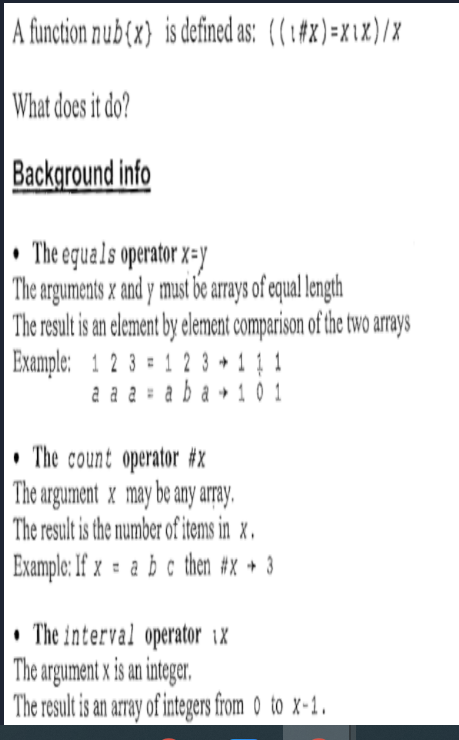 A function nub{x} is defined as: ((ι#x)=xιx)/x
What does it do?
Background info
• The equals operator x=y
The arguments x and y must be arrays of equal length
The result is an element by element comparison of the two arrays
Example: 1 2 3 = 1 2 3 → 1 1 1
a a a = a b a → 1 0 1
• The count operator #x
The argument x may be any array.
The result is the number of items in x.
Example: If x = a b c then #x → 3
• The interval operator ιx
The argument x is an integer.
The result is an array of integers from 0 to x-1.